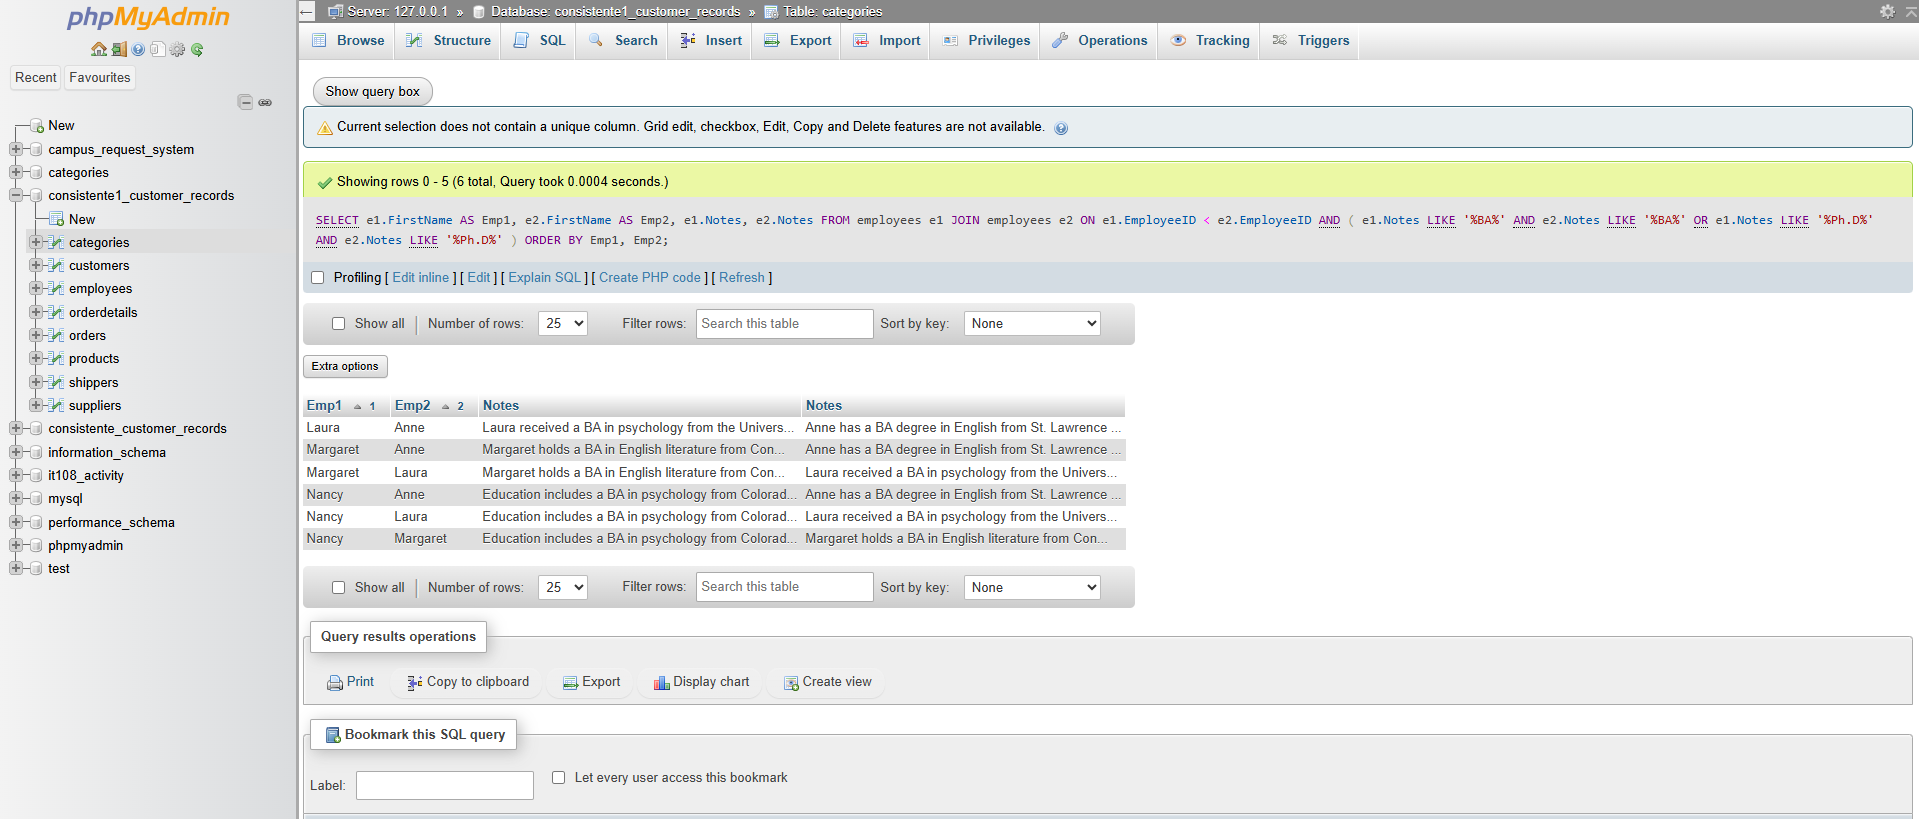 phpMyAdmin
Recent Favourites
New
campus_request_system
categories
consistente1_customer_records
New
categories
customers
employees
orderdetails
orders
products
shippers
suppliers
consistente_customer_records
information_schema
it108_activity
mysql
performance_schema
phpmyadmin
test
Server: 127.0.0.1 » Database: consistente1_customer_records » Table: categories
Browse Structure SQL Search Insert Export Import Privileges Operations Tracking Triggers
Show query box
Current selection does not contain a unique column. Grid edit, checkbox, Edit, Copy and Delete features are not available.
Showing rows 0 - 5 (6 total, Query took 0.0004 seconds.)
SELECT e1.FirstName AS Emp1, e2.FirstName AS Emp2, e1.Notes, e2.Notes FROM employees e1 JOIN employees e2 ON e1.EmployeeID < e2.EmployeeID AND ( e1.Notes LIKE '%BA%' AND e2.Notes LIKE '%BA%' OR e1.Notes LIKE '%Ph.D%'
AND e2.Notes LIKE '%Ph.D%' ) ORDER BY Emp1, Emp2;
Profiling [ Edit inline ] [ Edit ] [ Explain SQL ] [ Create PHP code ] [ Refresh ]
Show all Number of rows: 25 Filter rows: Search this table Sort by key: None
Extra options
Emp1 1 Emp2 2 Notes Notes
Laura Anne Laura received a BA in psychology from the Univers... Anne has a BA degree in English from St. Lawrence ...
Margaret Anne Margaret holds a BA in English literature from Con... Anne has a BA degree in English from St. Lawrence ...
Margaret Laura Margaret holds a BA in English literature from Con... Laura received a BA in psychology from the Univers...
Nancy Anne Education includes a BA in psychology from Colorad... Anne has a BA degree in English from St. Lawrence ...
Nancy Laura Education includes a BA in psychology from Colorad... Laura received a BA in psychology from the Univers...
Nancy Margaret Education includes a BA in psychology from Colorad... Margaret holds a BA in English literature from Con...
Show all Number of rows: 25 Filter rows: Search this table Sort by key: None
Query results operations
Print Copy to clipboard Export Display chart Create view
Bookmark this SQL query
Label: Let every user access this bookmark